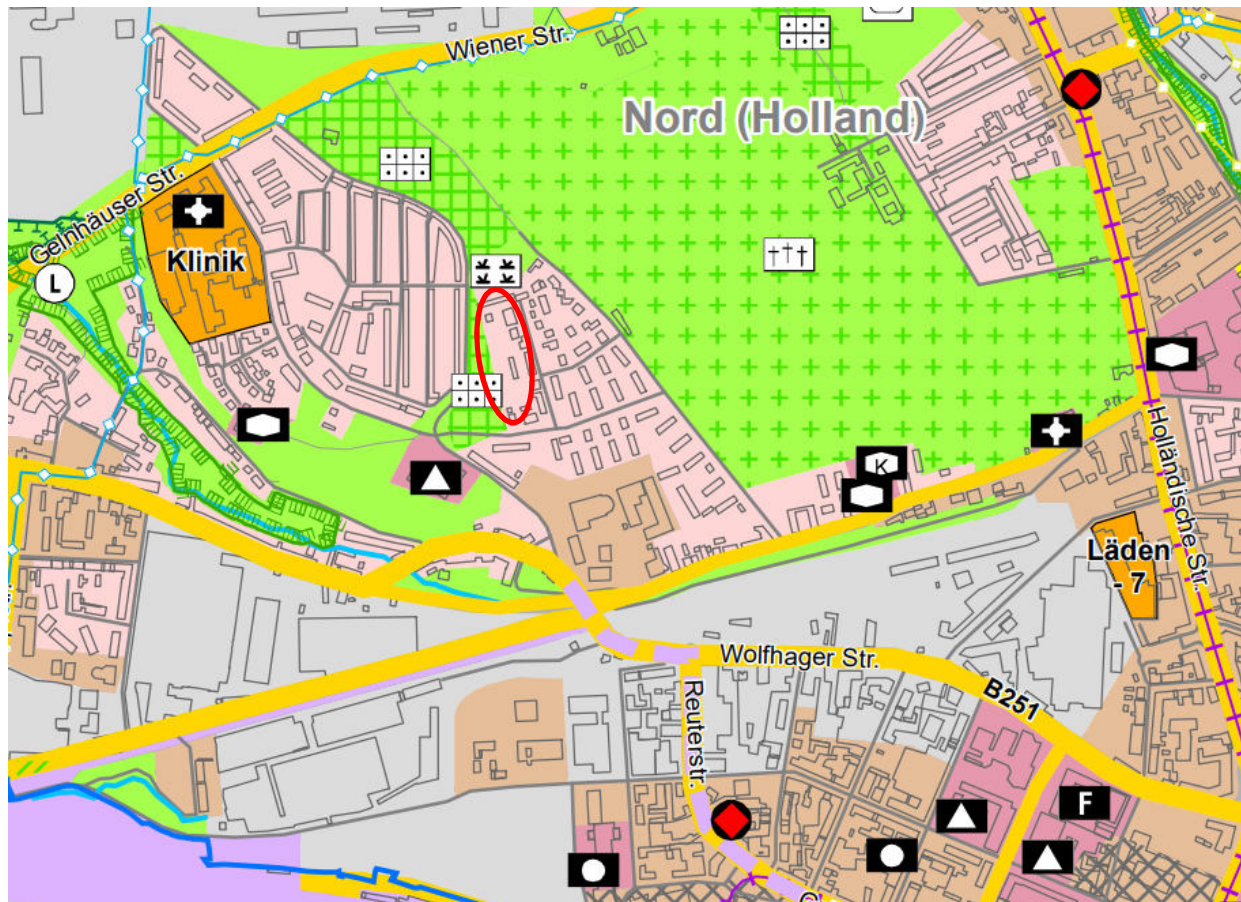 Wiener Str.
Nord (Holland)
Gelnhäuser Str.
Klinik
L
K
Holländische Str.
Läden
- 7
Wolfhager Str.
B251
Reuterstr.
F